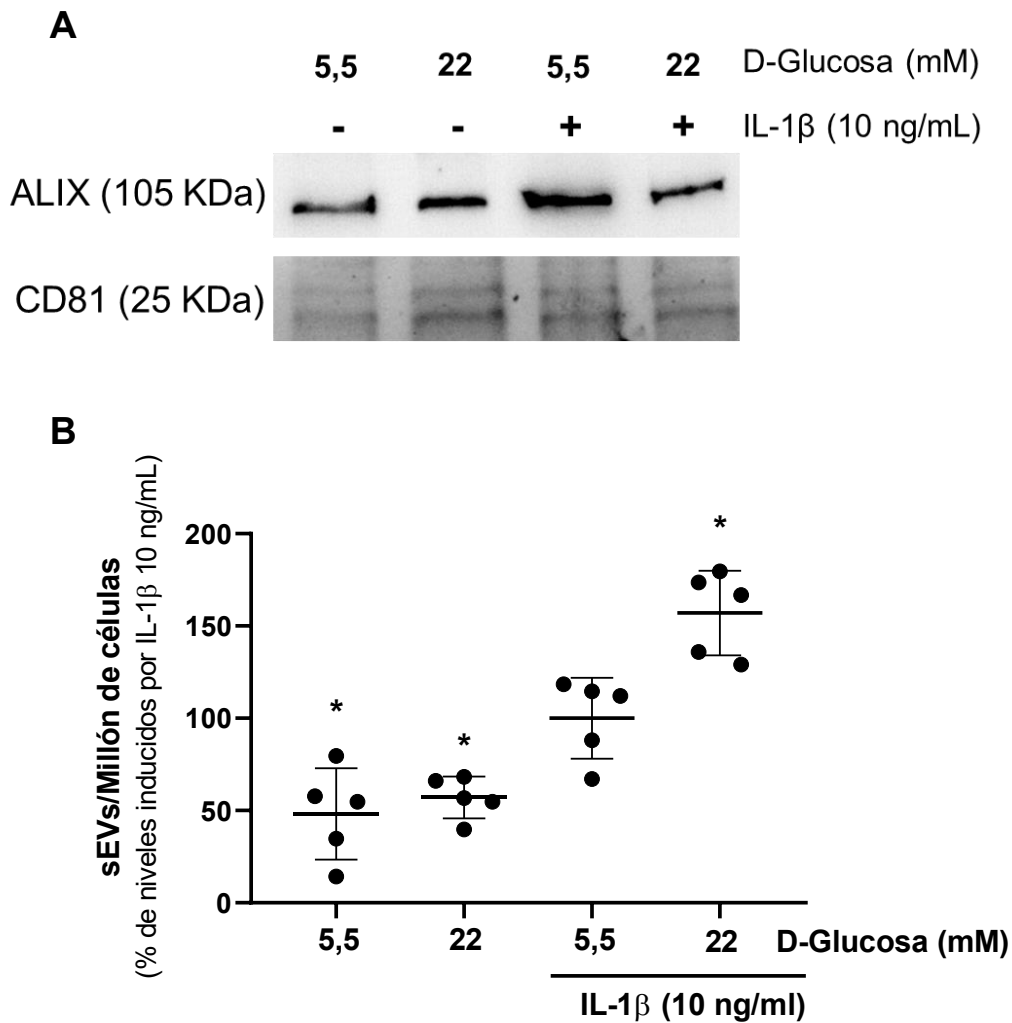 A
5,5 22 5,5 22 D-Glucosa (mM)
- - + + IL-1β (10 ng/mL)
ALIX (105 KDa)
CD81 (25 KDa)
B
sEVs/Millón de células
(% de niveles inducidos por IL-1β 10 ng/mL)
200
150
100
50
0
* * *
5,5 22 5,5 22 D-Glucosa (mM)
IL-1β (10 ng/ml)